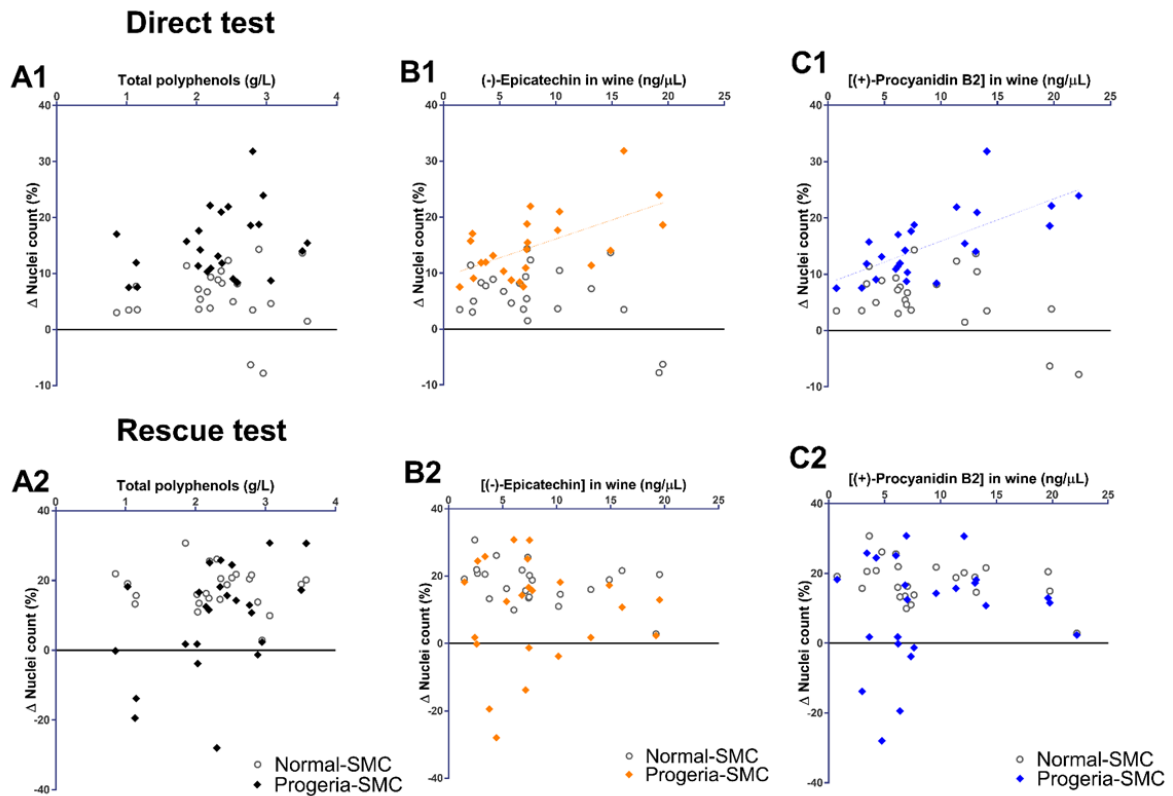 Direct test
A1
Total polyphenols (g/L)
0 1 2 3 4
Δ Nuclei count (%)
40
30
20
10
0
-10
B1
(-)-Epicatechin in wine (ng/μL)
0 5 10 15 20 25
Δ Nuclei count (%)
40
30
20
10
0
-10
C1
[(+)-Procyanidin B2] in wine (ng/μL)
0 5 10 15 20 25
Δ Nuclei count (%)
40
30
20
10
0
-10
Rescue test
A2
Total polyphenols (g/L)
0 1 2 3 4
Δ Nuclei count (%)
40
20
0
-20
-40
Normal-SMC
Progeria-SMC
B2
[(-)-Epicatechin] in wine (ng/μL)
0 5 10 15 20 25
Δ Nuclei count (%)
40
20
0
-20
-40
Normal-SMC
Progeria-SMC
C2
[(+)-Procyanidin B2] in wine (ng/μL)
0 5 10 15 20 25
Δ Nuclei count (%)
40
20
0
-20
-40
Normal-SMC
Progeria-SMC